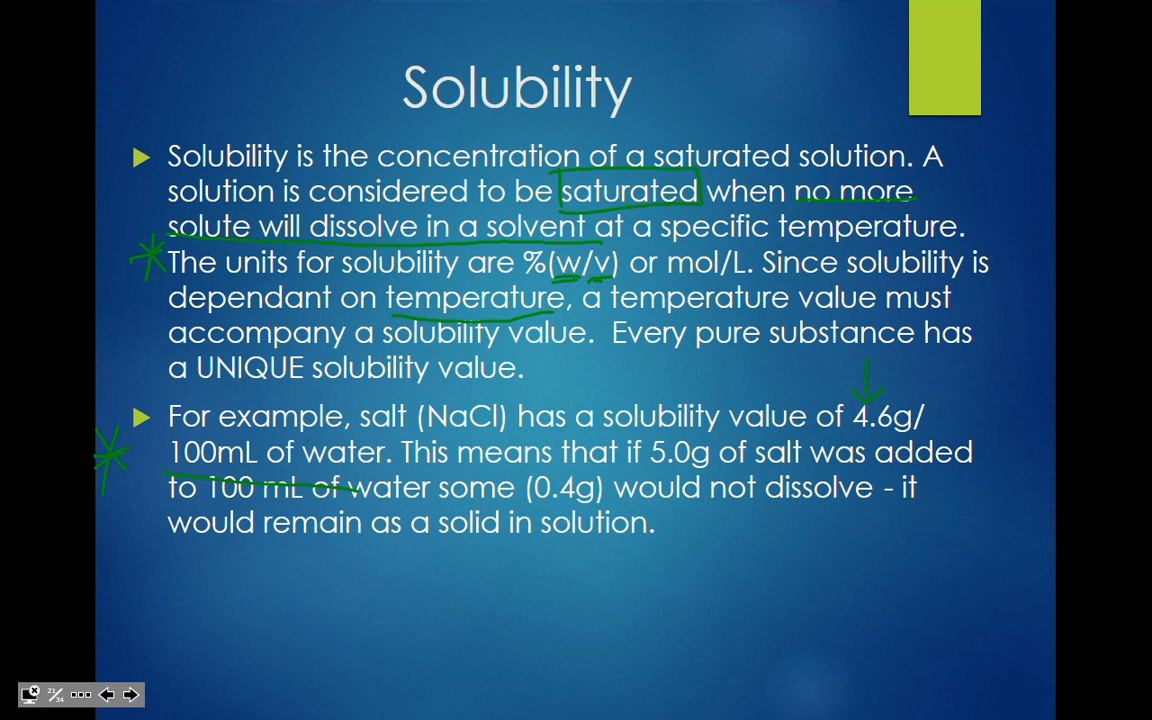 Solubility
Solubility is the concentration of a saturated solution. A
solution is considered to be saturated when no more
solute will dissolve in a solvent at a specific temperature.
The units for solubility are %(w/v) or mol/L. Since solubility is
dependant on temperature, a temperature value must
accompany a solubility value.  Every pure substance has
a UNIQUE solubility value.
For example, salt (NaCl) has a solubility value of 4.6g/
100mL of water. This means that if 5.0g of salt was added
to 100 mL of water some (0.4g) would not dissolve - it
would remain as a solid in solution.
21/34